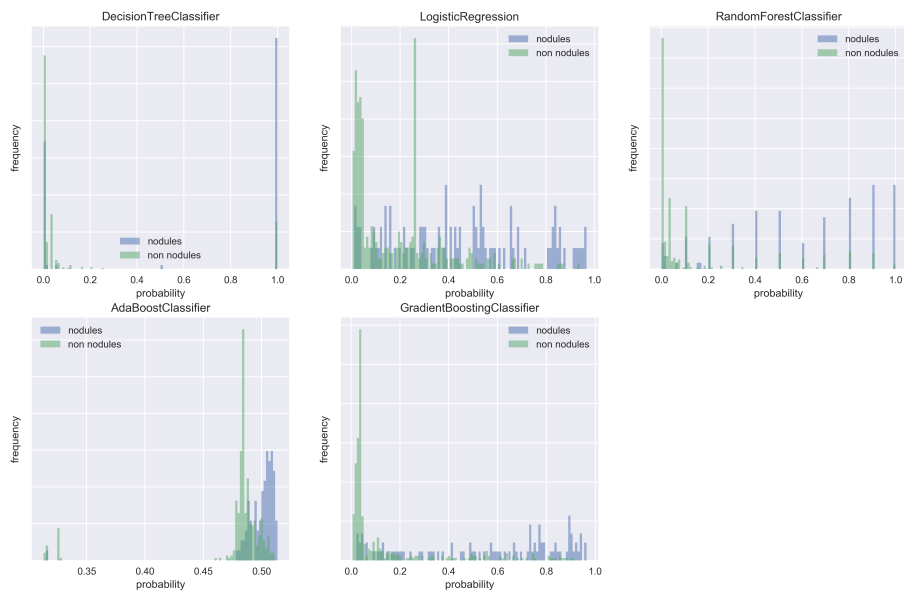 DecisionTreeClassifier
frequency
nodules
non nodules
0.0 0.2 0.4 0.6 0.8 1.0
probability
LogisticRegression
frequency
nodules
non nodules
0.0 0.2 0.4 0.6 0.8 1.0
probability
RandomForestClassifier
frequency
nodules
non nodules
0.0 0.2 0.4 0.6 0.8 1.0
probability
AdaBoostClassifier
frequency
nodules
non nodules
0.35 0.40 0.45 0.50
probability
GradientBoostingClassifier
frequency
nodules
non nodules
0.0 0.2 0.4 0.6 0.8 1.0
probability